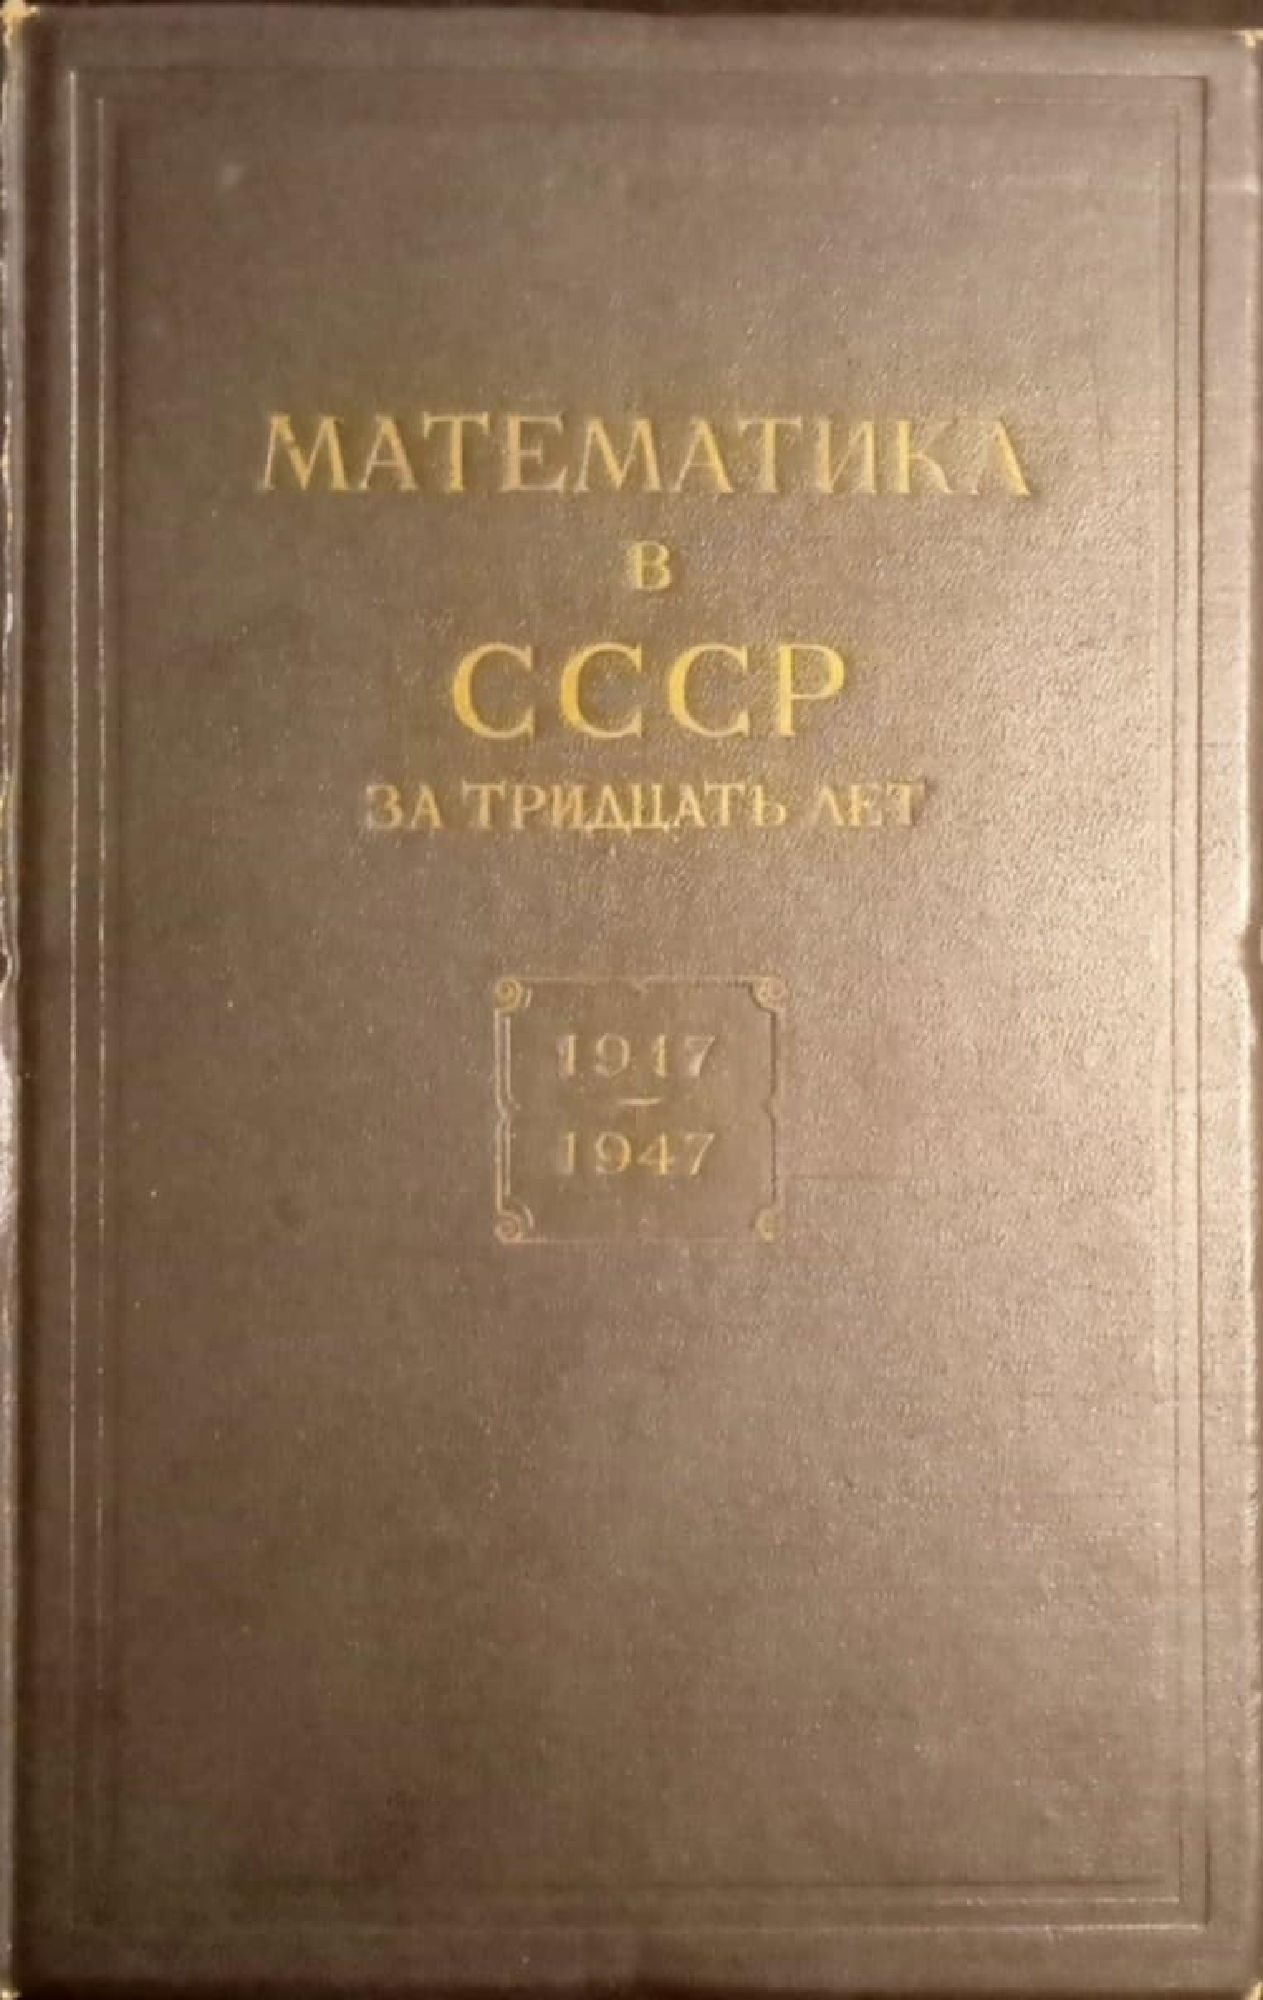 МАТЕМАТИКА
В
СССР
ЗА ТРИДЦАТЬ ЛЕТ
1917
—
1947